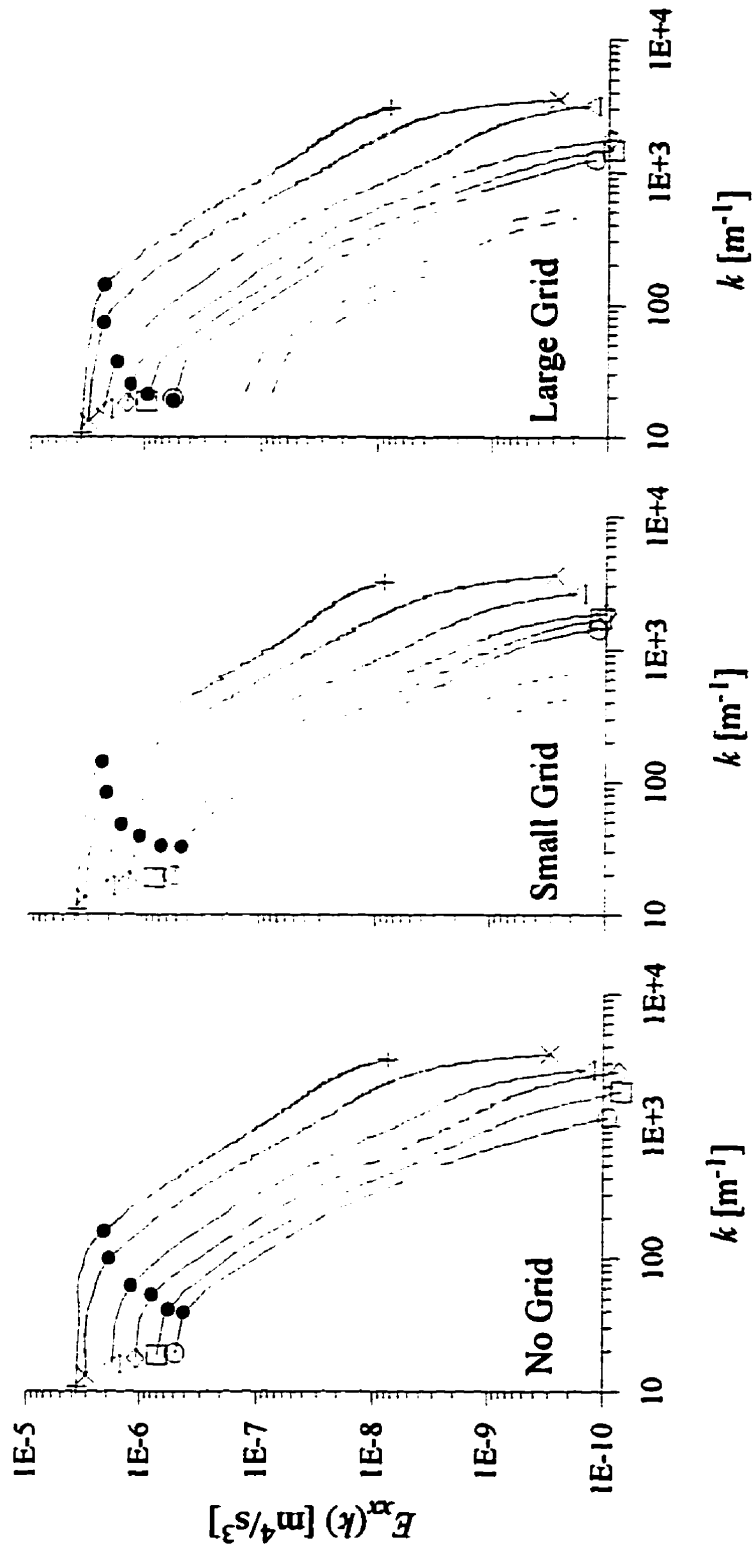 E_xx(k) [m⁴/s³]
1E-5
1E-6
1E-7
1E-8
1E-9
1E-10
No Grid
10
100
1E+3
1E+4
k [m⁻¹]
Small Grid
10
100
1E+3
1E+4
k [m⁻¹]
Large Grid
10
100
1E+3
1E+4
k [m⁻¹]